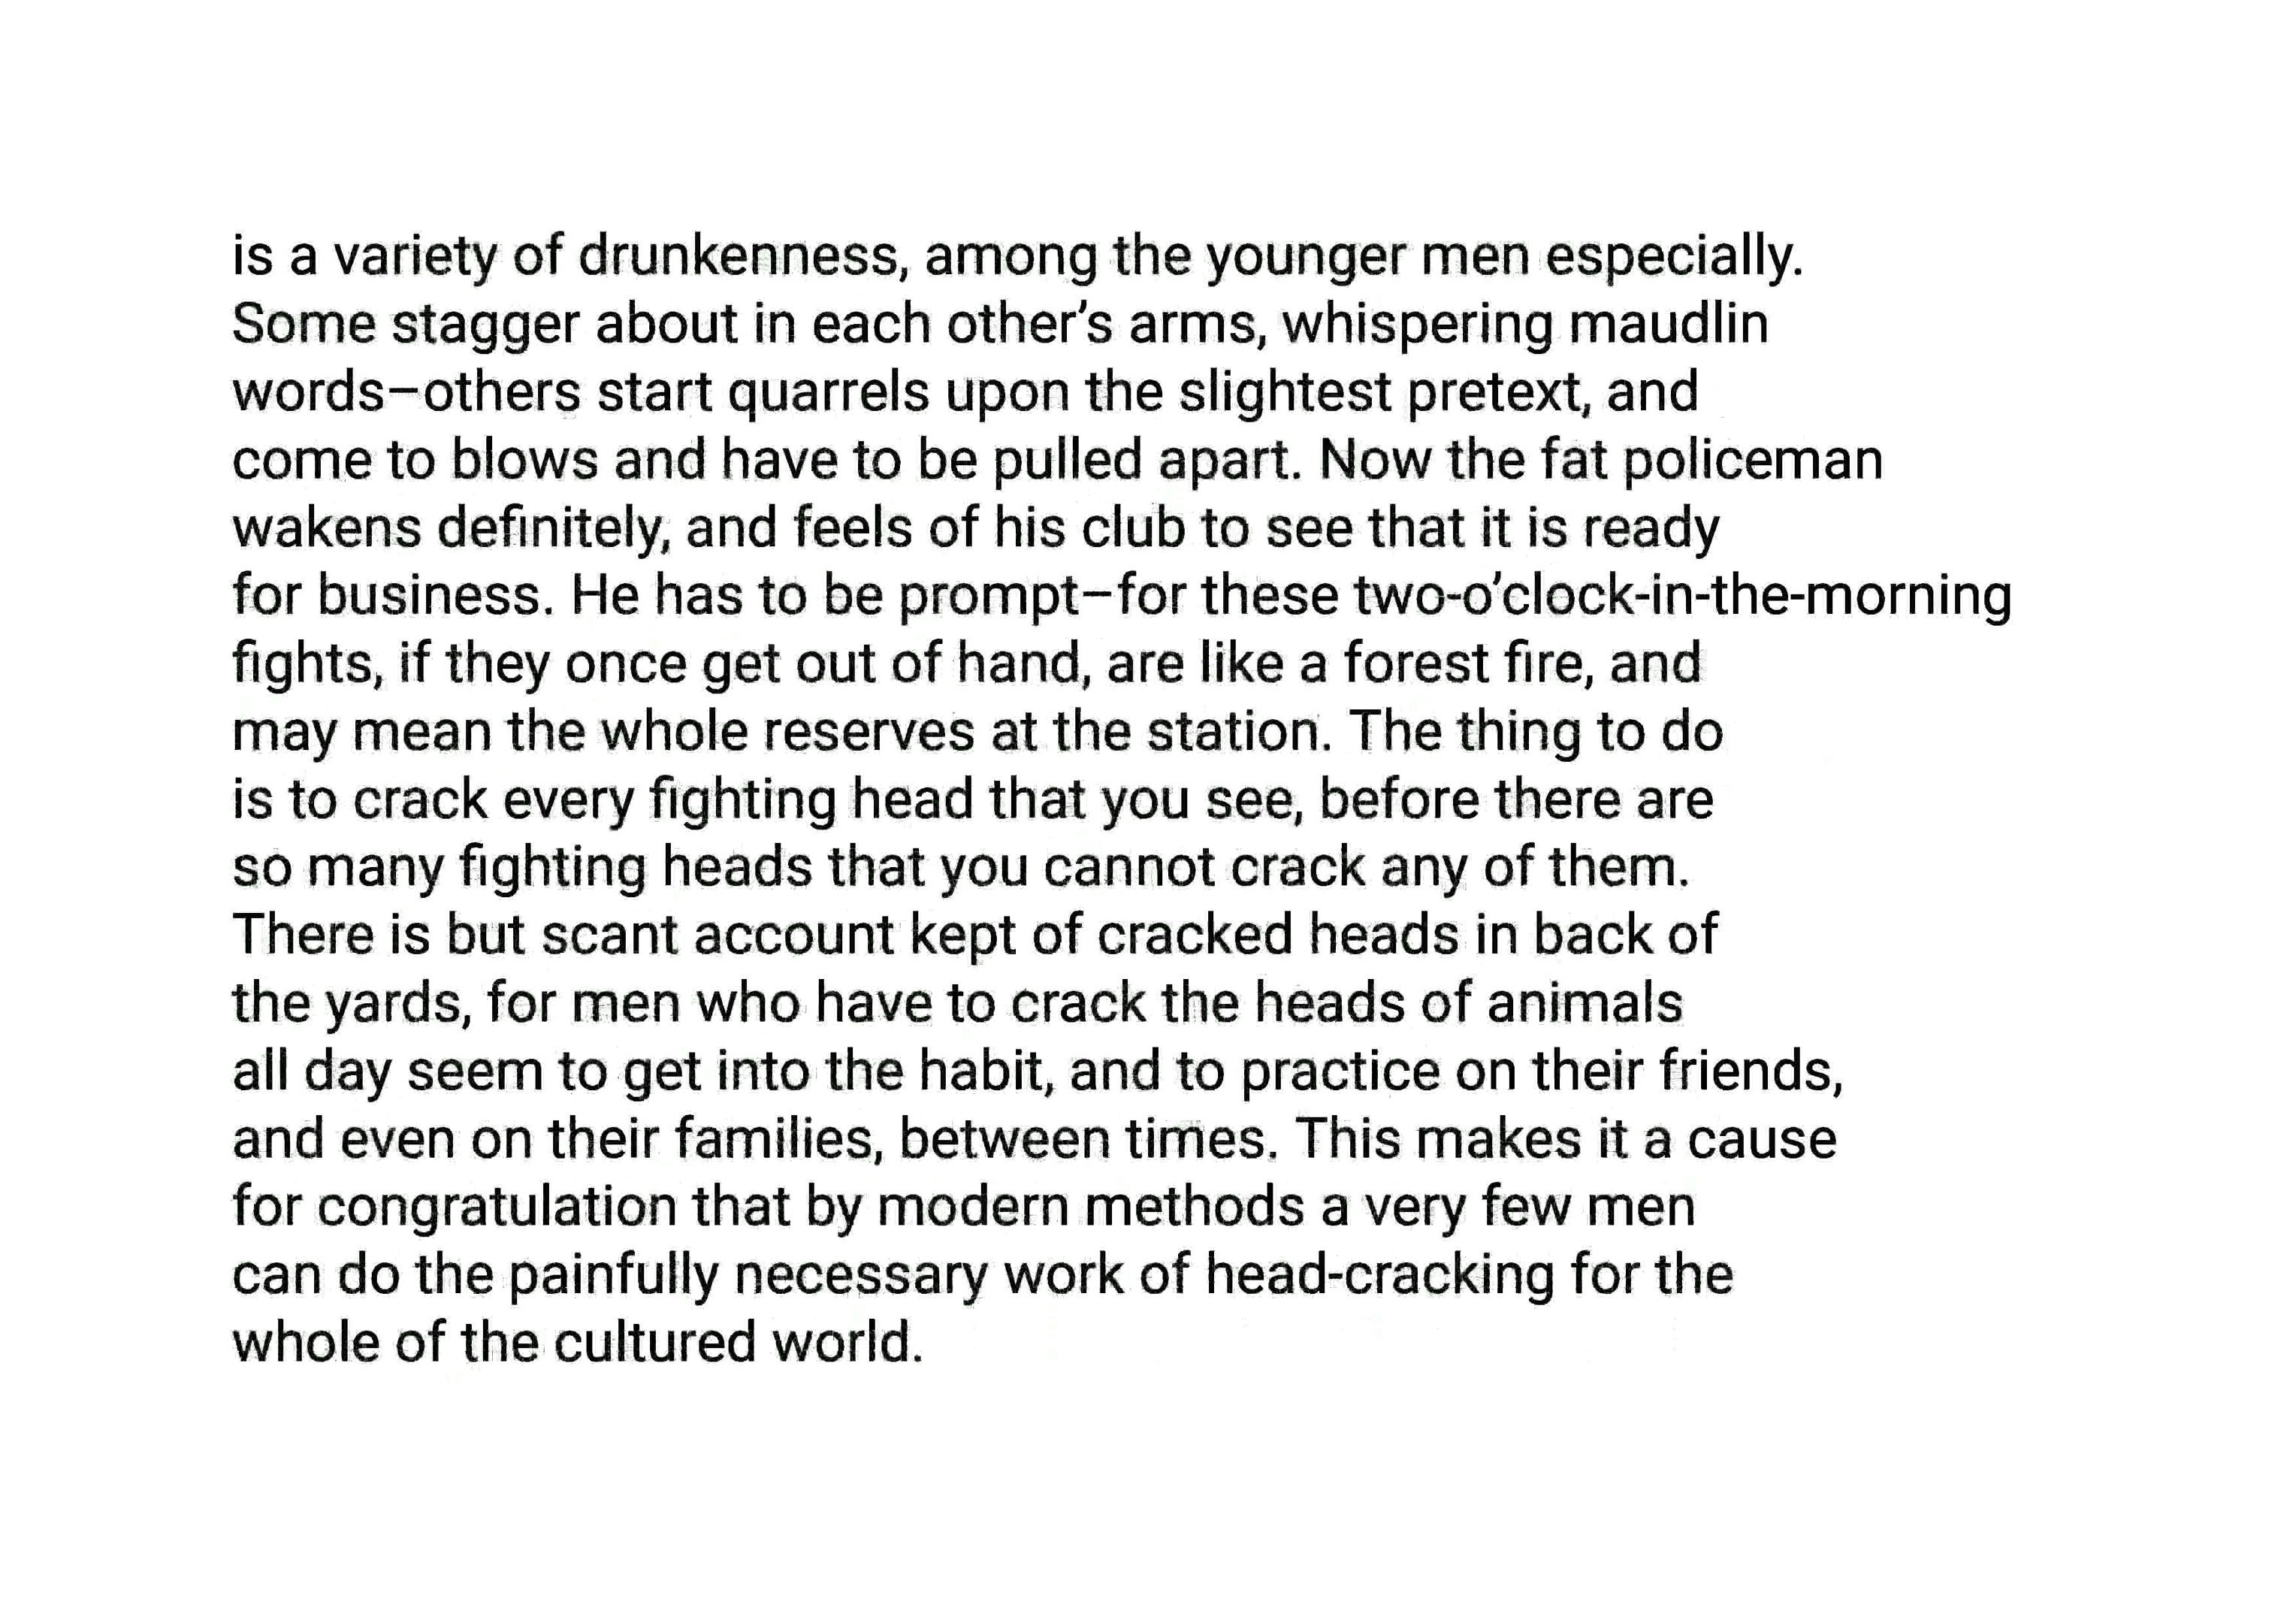 is a variety of drunkenness, among the younger men especially.
Some stagger about in each other’s arms, whispering maudlin
words–others start quarrels upon the slightest pretext, and
come to blows and have to be pulled apart. Now the fat policeman
wakens definitely, and feels of his club to see that it is ready
for business. He has to be prompt–for these two-o’clock-in-the-morning
fights, if they once get out of hand, are like a forest fire, and
may mean the whole reserves at the station. The thing to do
is to crack every fighting head that you see, before there are
so many fighting heads that you cannot crack any of them.
There is but scant account kept of cracked heads in back of
the yards, for men who have to crack the heads of animals
all day seem to get into the habit, and to practice on their friends,
and even on their families, between times. This makes it a cause
for congratulation that by modern methods a very few men
can do the painfully necessary work of head-cracking for the
whole of the cultured world.